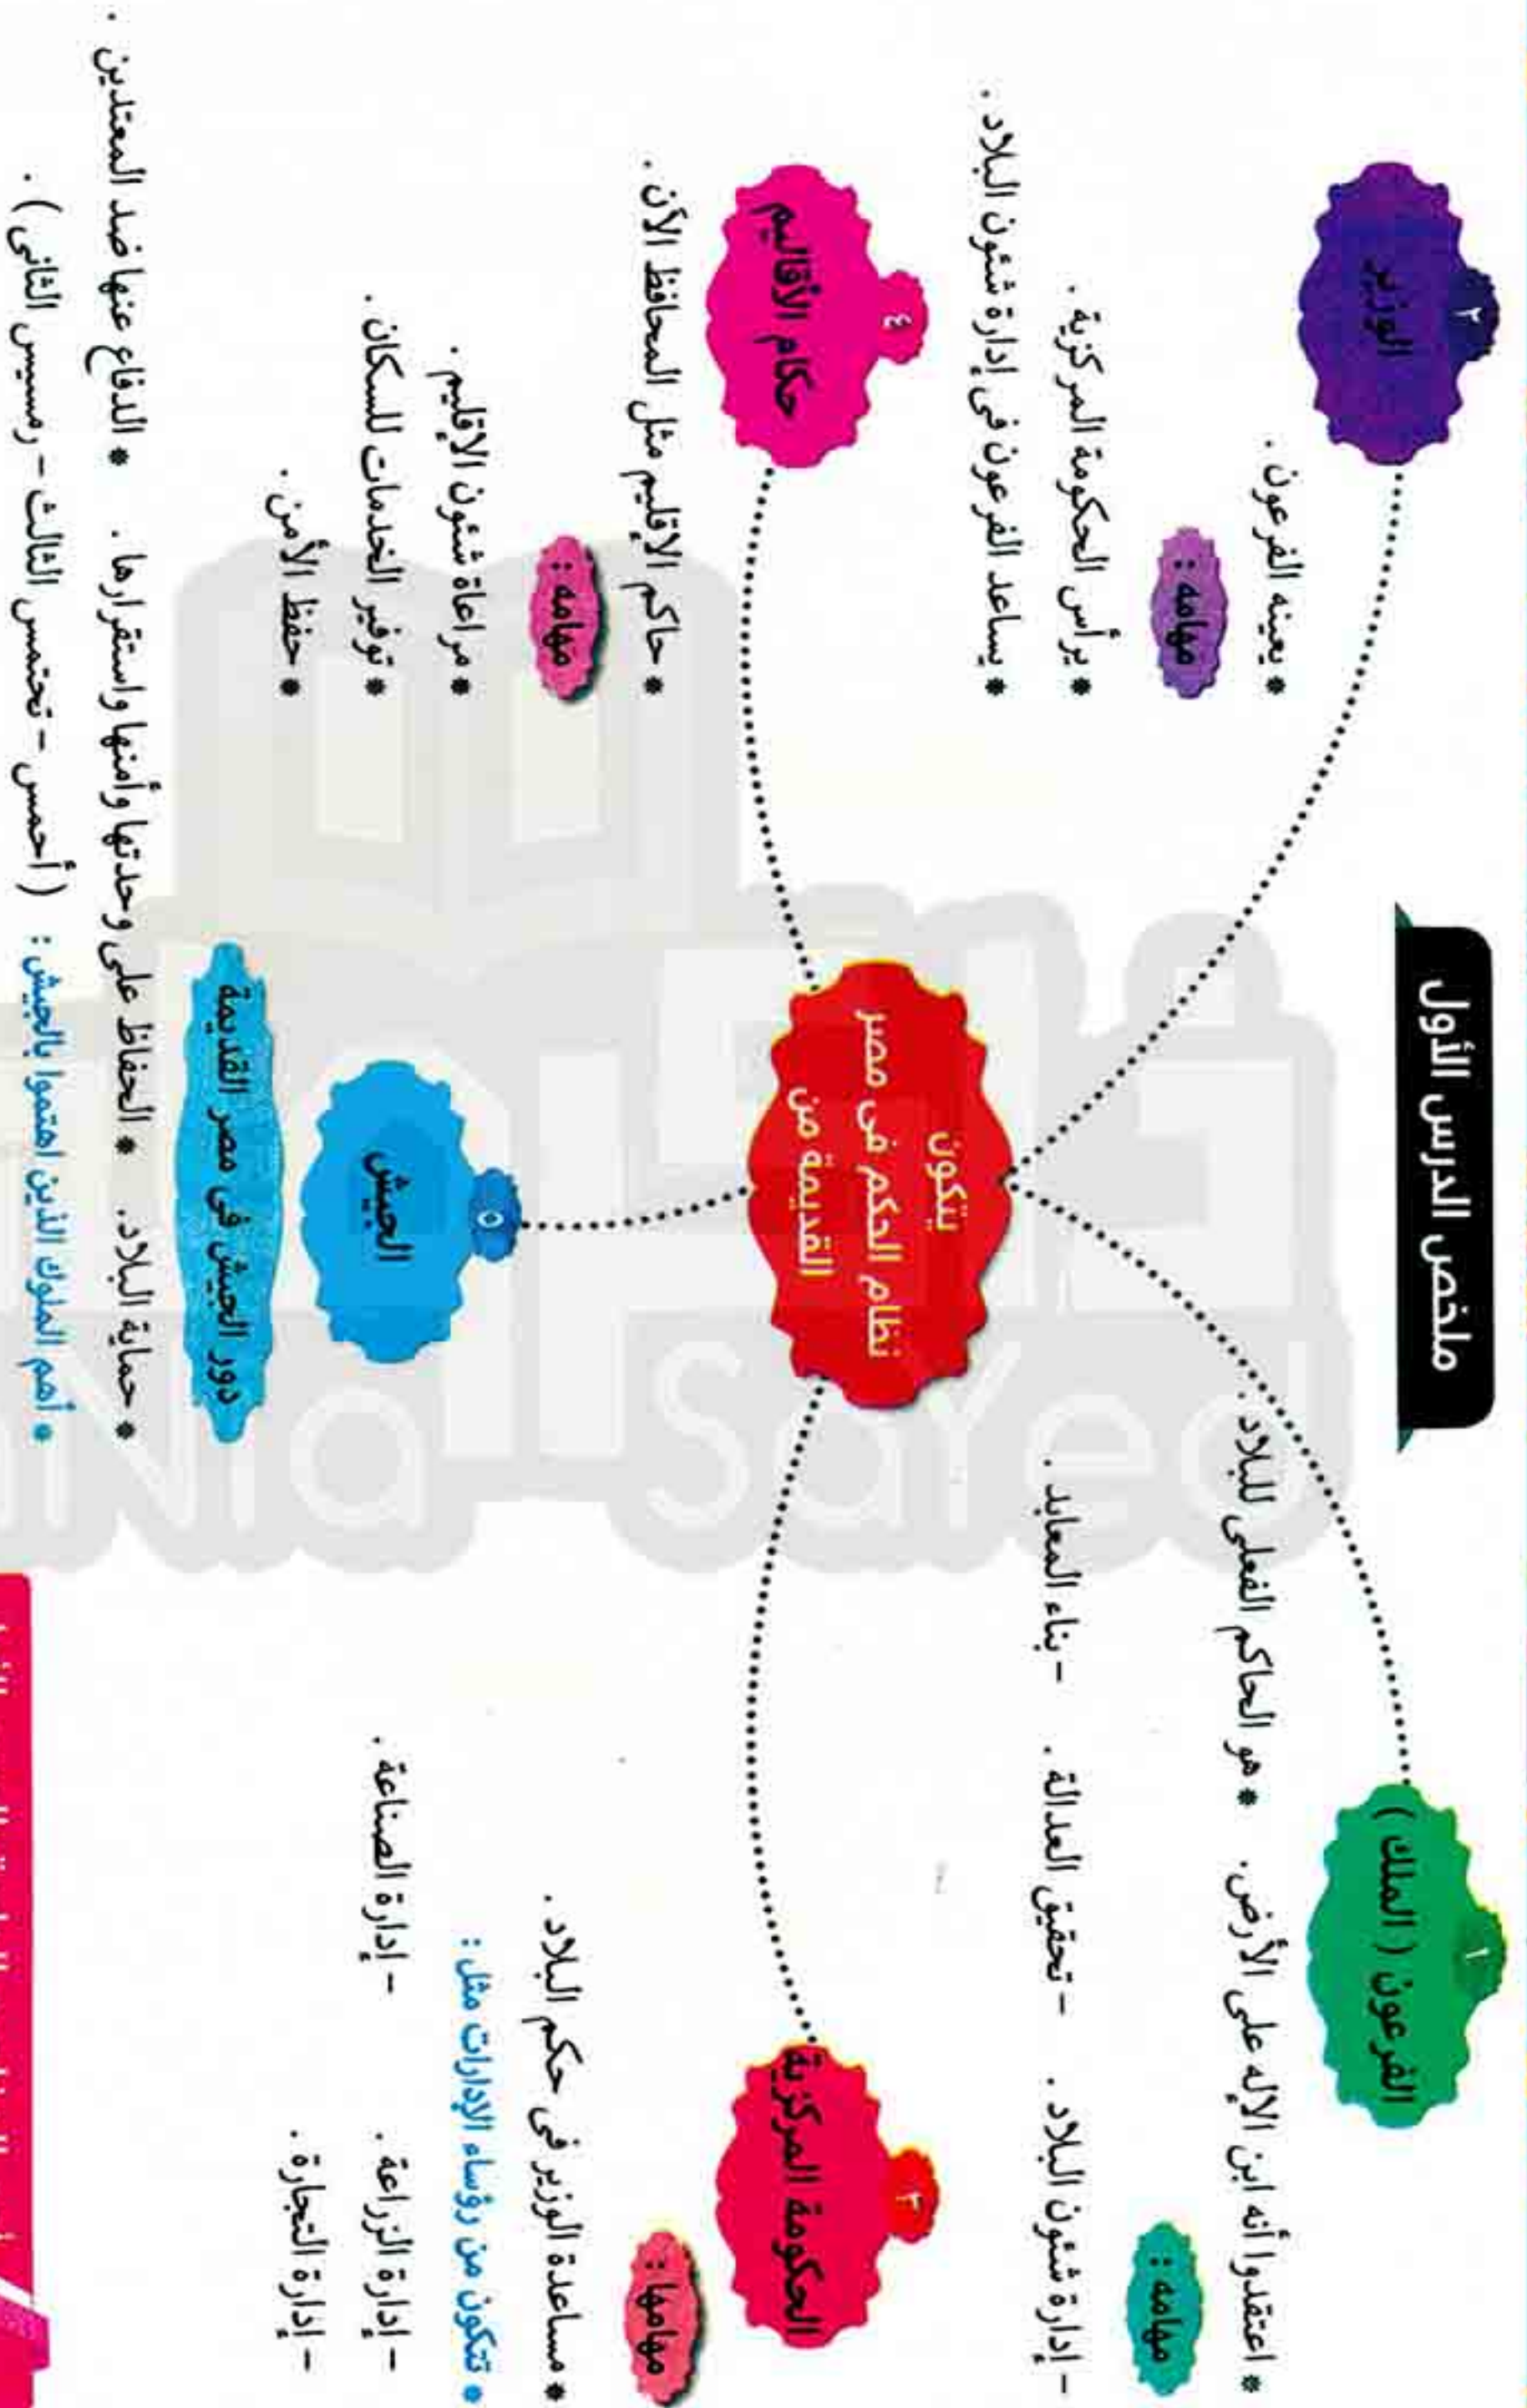 ملخص الدرس الأول
يتكون
نظام الحكم فى مصر
القديمة من
١
الفرعون ( الملك )
* اعتقدوا أنه ابن الإله على الأرض. * هو الحاكم الفعلى للبلاد .
مهامه :
- إدارة شئون البلاد . - تحقيق العدالة . - بناء المعابد .
٢
الوزير
* يعينه الفرعون .
مهامه :
* يرأس الحكومة المركزية .
* يساعد الفرعون فى إدارة شئون البلاد .
٣
الحكومة المركزية
مهامها :
* مساعدة الوزير فى حكم البلاد .
* تتكون من رؤساء الإدارات مثل :
- إدارة الزراعة . - إدارة الصناعة .
- إدارة التجارة .
٤
حكام الأقاليم
* حاكم الإقليم مثل المحافظ الآن .
مهامه :
* مراعاة شئون الإقليم .
* توفير الخدمات للسكان .
* حفظ الأمن .
٥
الجيش
دور الجيش فى مصر القديمة
* حماية البلاد. * الحفاظ على وحدتها وأمنها واستقرارها . * الدفاع عنها ضد المعتدين .
* أهم الملوك الذين اهتموا بالجيش : ( أحمس - تحتمس الثالث - رمسيس الثانى ) .
SaYed